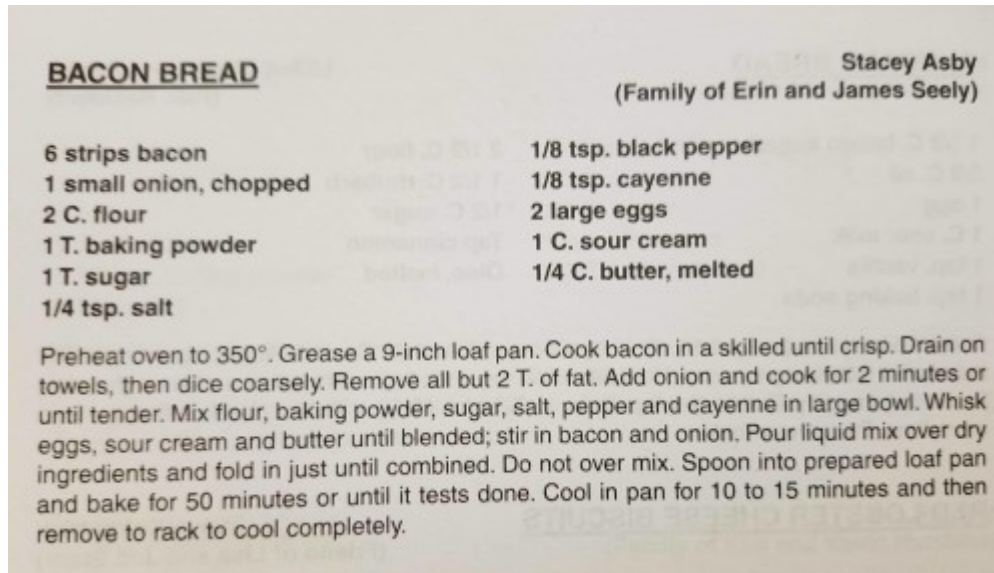 BACON BREAD
Stacey Asby
(Family of Erin and James Seely)
6 strips bacon
1 small onion, chopped
2 C. flour
1 T. baking powder
1 T. sugar
1/4 tsp. salt
1/8 tsp. black pepper
1/8 tsp. cayenne
2 large eggs
1 C. sour cream
1/4 C. butter, melted
Preheat oven to 350°. Grease a 9-inch loaf pan. Cook bacon in a skilled until crisp. Drain on
towels, then dice coarsely. Remove all but 2 T. of fat. Add onion and cook for 2 minutes or
until tender. Mix flour, baking powder, sugar, salt, pepper and cayenne in large bowl. Whisk
eggs, sour cream and butter until blended; stir in bacon and onion. Pour liquid mix over dry
ingredients and fold in just until combined. Do not over mix. Spoon into prepared loaf pan
and bake for 50 minutes or until it tests done. Cool in pan for 10 to 15 minutes and then
remove to rack to cool completely.